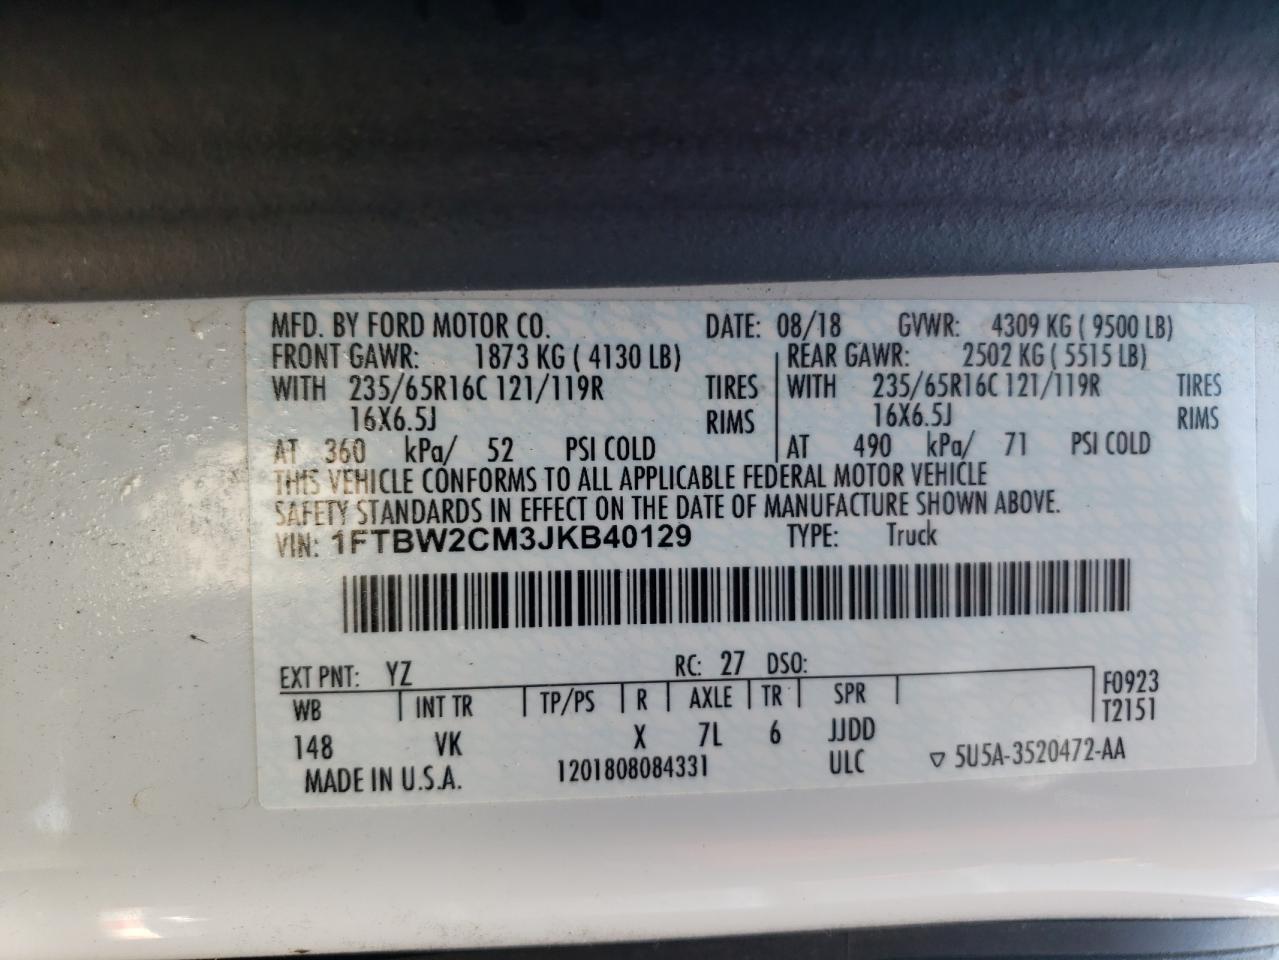 MFD. BY FORD MOTOR CO. DATE: 08/18 GVWR: 4309 KG ( 9500 LB)
FRONT GAWR: 1873 KG ( 4130 LB) REAR GAWR: 2502 KG ( 5515 LB)
WITH 235/65R16C 121/119R TIRES WITH 235/65R16C 121/119R TIRES
16X6.5J RIMS 16X6.5J RIMS
AT 360 kPa/ 52 PSI COLD AT 490 kPa/ 71 PSI COLD
THIS VEHICLE CONFORMS TO ALL APPLICABLE FEDERAL MOTOR VEHICLE
SAFETY STANDARDS IN EFFECT ON THE DATE OF MANUFACTURE SHOWN ABOVE.
VIN: 1FTBW2CM3JKB40129 TYPE: Truck
EXT PNT: YZ RC: 27 DSO:
WB INT TR TP/PS R AXLE TR SPR F0923
T2151
148 VK X 7L 6 JJDD
MADE IN U.S.A. 1201808084331 ULC ▽ 5U5A-3520472-AA